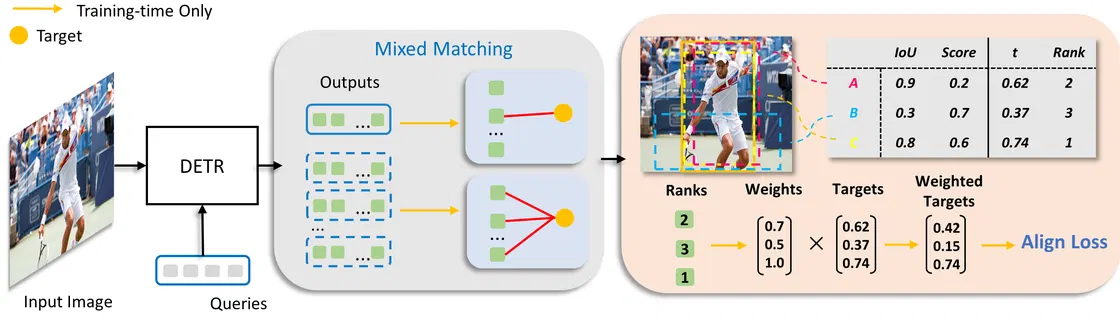 Training-time Only
Target
Input Image
DETR
Queries
Mixed Matching
Outputs
...
...
...
...
...
...
...
IoU Score t Rank
A 0.9 0.2 0.62 2
B 0.3 0.7 0.37 3
C 0.8 0.6 0.74 1
Ranks Weights Targets Weighted Targets
2 0.7 0.62 0.42
3 0.5 × 0.37 0.15 Align Loss
1 1.0 0.74 0.74